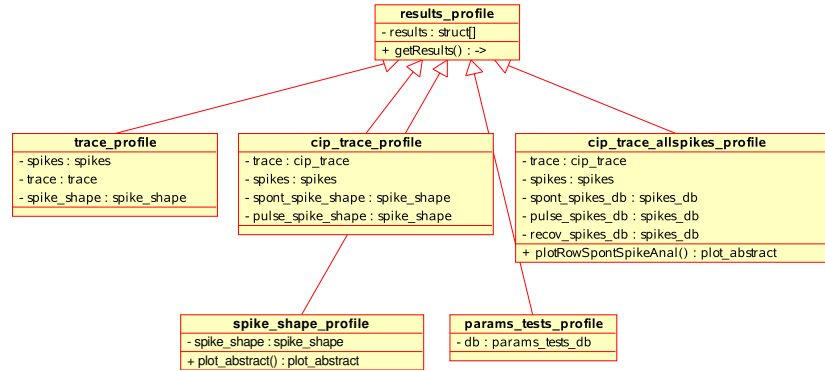 results_profile
- results : struct[]
+ getResults() : ->
trace_profile
- spikes : spikes
- trace : trace
- spike_shape : spike_shape
cip_trace_profile
- trace : cip_trace
- spikes : spikes
- spont_spike_shape : spike_shape
- pulse_spike_shape : spike_shape
cip_trace_allspikes_profile
- trace : cip_trace
- spikes : spikes
- spont_spikes_db : spikes_db
- pulse_spikes_db : spikes_db
- recov_spikes_db : spikes_db
+ plotRowSpontSpikeAnal() : plot_abstract
spike_shape_profile
- spike_shape : spike_shape
+ plot_abstract() : plot_abstract
params_tests_profile
- db : params_tests_db